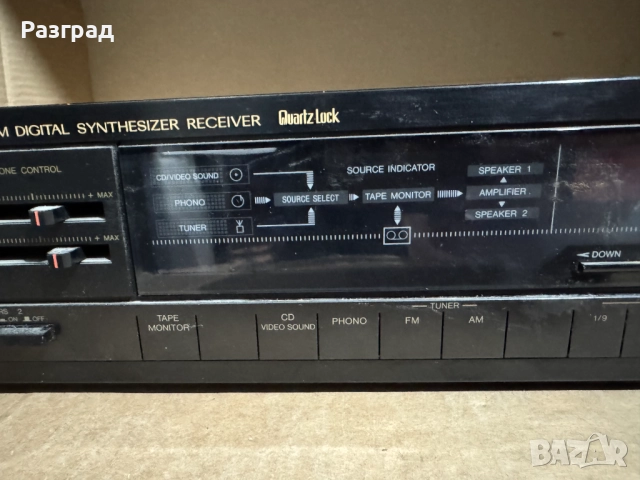 Разград
M DIGITAL SYNTHESIZER RECEIVER Quartz Lock
ONE CONTROL
+ MAX
+ MAX
SOURCE INDICATOR
CD/VIDEO SOUND
PHONO
TUNER
SOURCE SELECT
TAPE MONITOR
SPEAKER 1
AMPLIFIER
SPEAKER 2
DOWN
RS 2
ON OFF
TAPE MONITOR
CD VIDEO SOUND
PHONO
TUNER
FM
AM
1/9
BAZAR